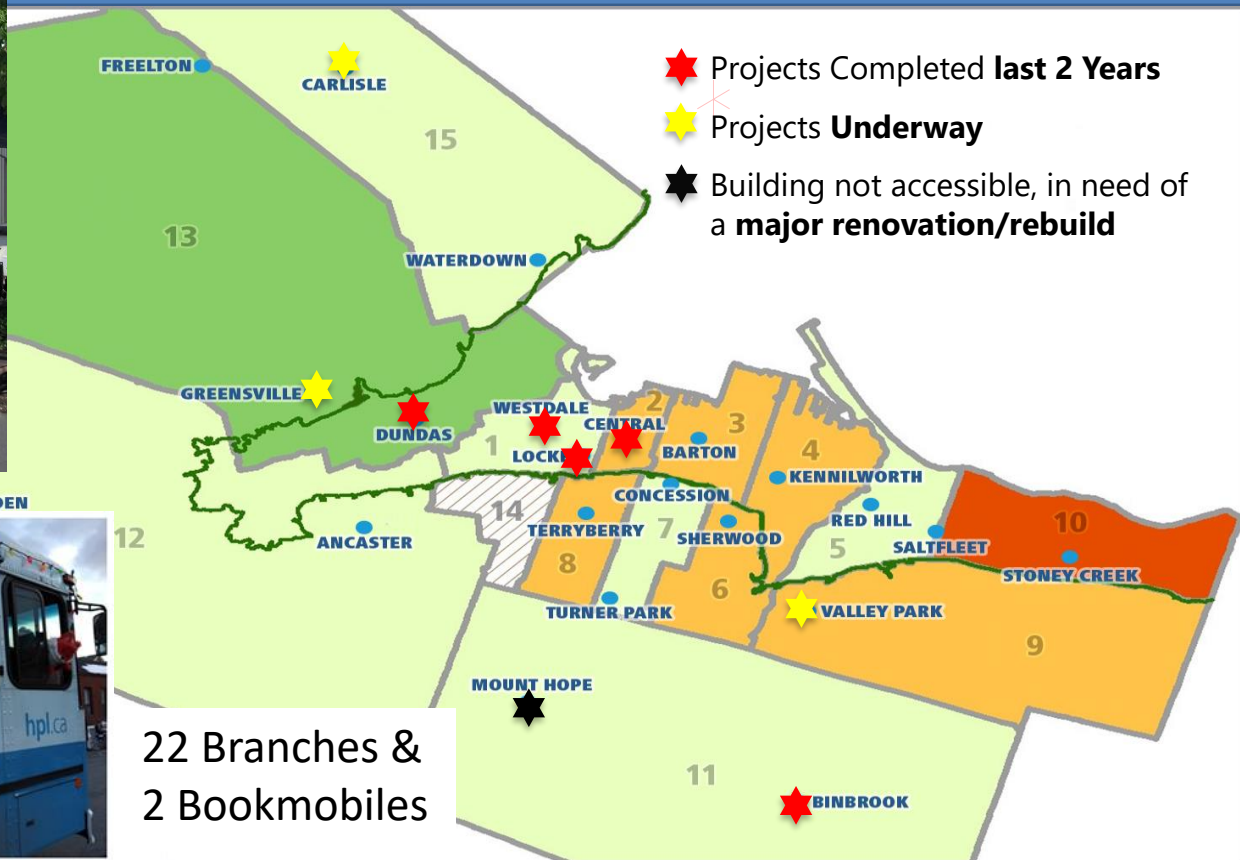 FREELTON
CARLISLE
15
Projects Completed last 2 Years
Projects Underway
Building not accessible, in need of
a major renovation/rebuild
13
WATERDOWN
GREENSVILLE
DUNDAS
WESTDALE
1
LOCKE
2
CENTRAL
3
BARTON
4
KENNILWORTH
CONCESSION
DEN
12
ANCASTER
14
TERRYBERRY
8
7
SHERWOOD
6
RED HILL
5
SALTFLEET
10
STONEY CREEK
TURNER PARK
VALLEY PARK
9
MOUNT HOPE
11
BINBROOK
hpl.ca
22 Branches &
2 Bookmobiles